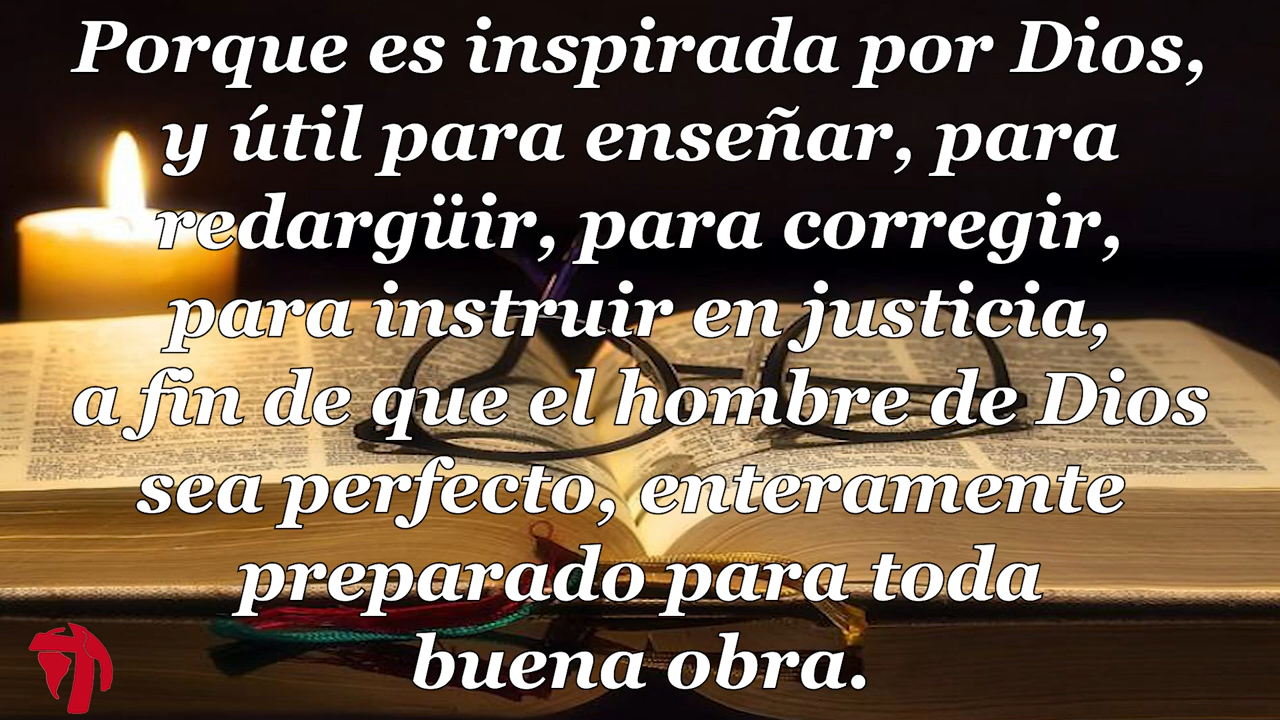 Porque es inspirada por Dios,
y útil para enseñar, para
redargüir, para corregir,
para instruir en justicia,
a fin de que el hombre de Dios
sea perfecto, enteramente
preparado para toda
buena obra.